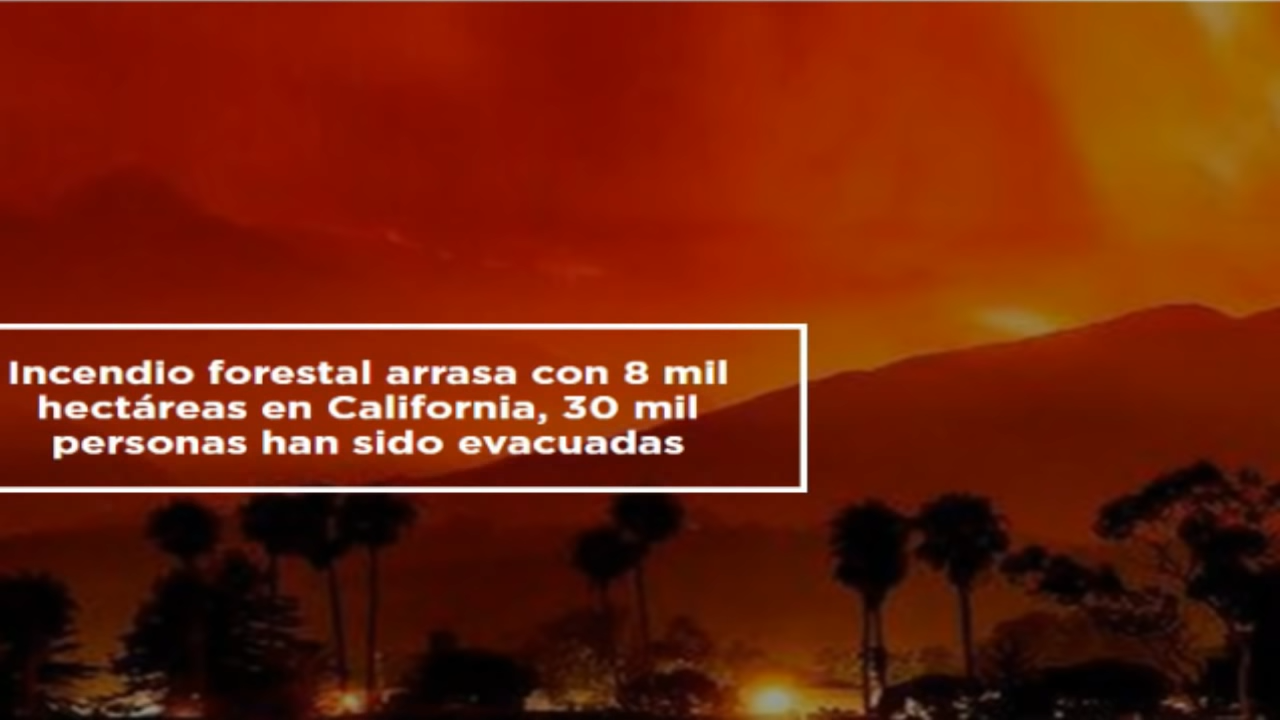 Incendio forestal arrasa con 8 mil
hectáreas en California, 30 mil
personas han sido evacuadas